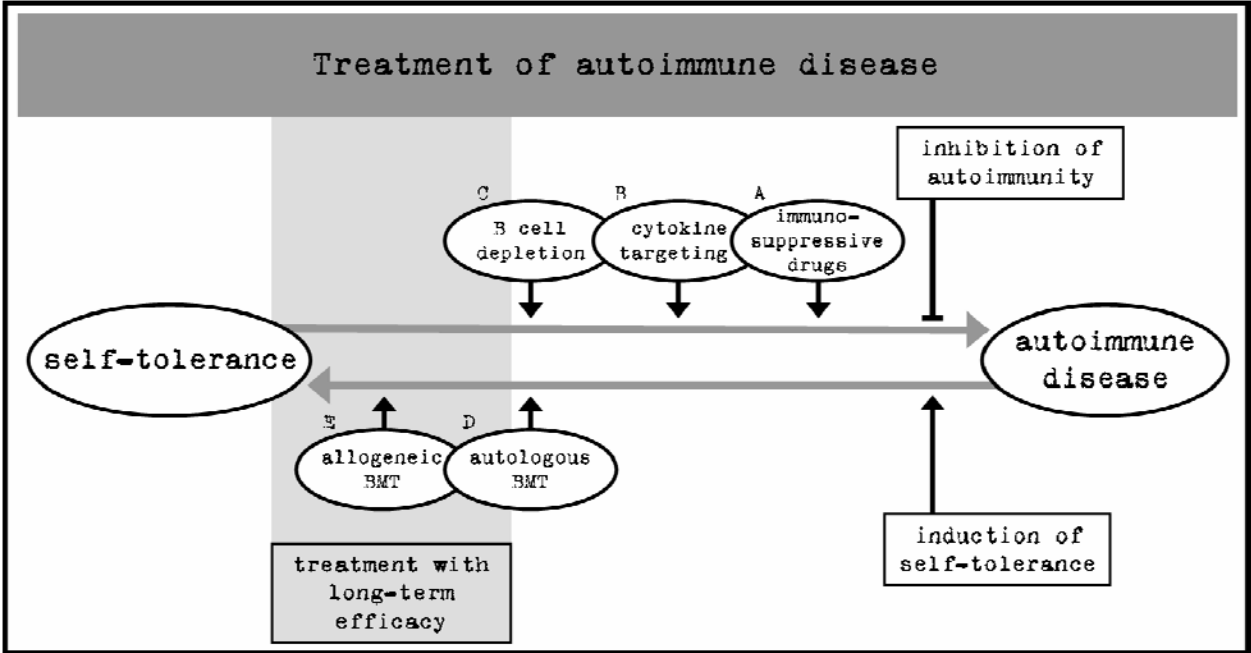 Treatment of autoimmune disease
inhibition of
autoimmunity
C
B
A
B cell
depletion
cytokine
targeting
immuno-
suppressive
drugs
self-tolerance
autoimmune
disease
E
D
allogeneic
BMT
autologous
BMT
treatment with
long-term
efficacy
induction of
self-tolerance